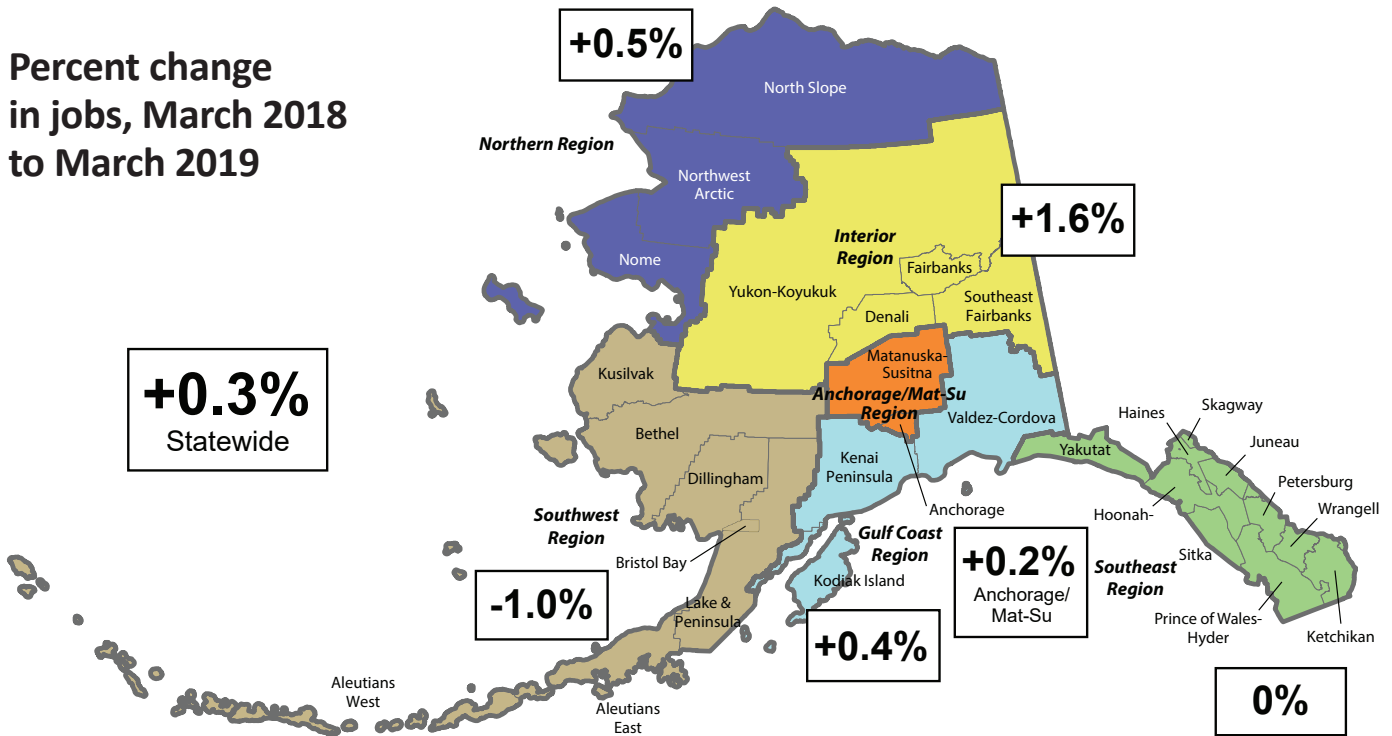 Percent change
in jobs, March 2018
to March 2019
+0.5%
North Slope
Northern Region
Northwest
Arctic
+1.6%
Interior
Region
Nome
Fairbanks
Yukon-Koyukuk
Southeast
Fairbanks
Denali
+0.3%
Statewide
Matanuska-
Susitna
Kusilvak
Anchorage/Mat-Su
Region
Valdez-Cordova
Skagway
Haines
Bethel
Juneau
Yakutat
Kenai
Peninsula
Dillingham
Petersburg
Anchorage
Wrangell
Hoonah-
Southwest
Region
Gulf Coast
Region
Bristol Bay
+0.2%
Anchorage/
Mat-Su
Sitka
Southeast
Region
Kodiak Island
-1.0%
Lake &
Peninsula
Prince of Wales-
Hyder
Ketchikan
+0.4%
Aleutians
West
Aleutians
East
0%